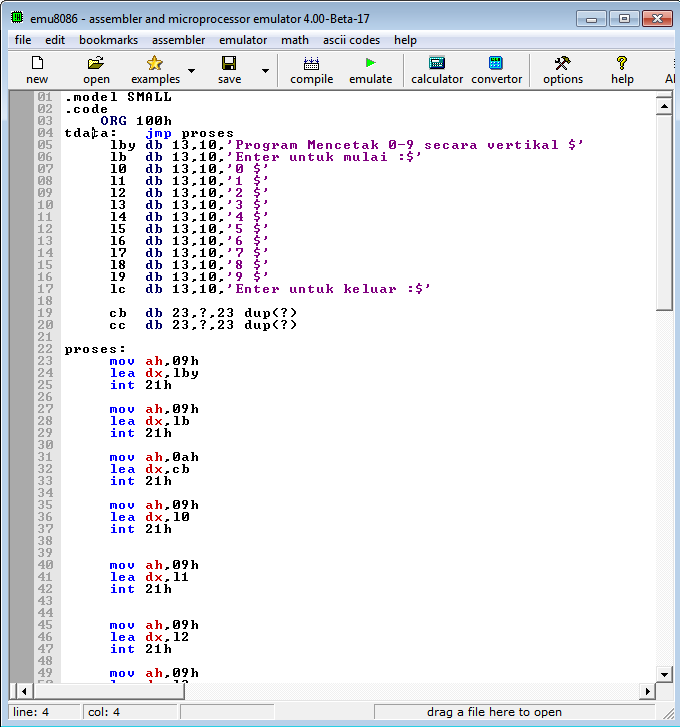 emu8086 - assembler and microprocessor emulator 4.00-Beta-17
file edit bookmarks assembler emulator math ascii codes help
new open examples save compile emulate calculator convertor options help
01 .model SMALL
02 .code
03 ORG 100h
04 tdata: jmp proses
05 lby db 13,10,'Program Mencetak 0-9 secara vertikal $'
06 lb db 13,10,'Enter untuk mulai :$'
07 l0 db 13,10,'0 $'
08 l1 db 13,10,'1 $'
09 l2 db 13,10,'2 $'
10 l3 db 13,10,'3 $'
11 l4 db 13,10,'4 $'
12 l5 db 13,10,'5 $'
13 l6 db 13,10,'6 $'
14 l7 db 13,10,'7 $'
15 l8 db 13,10,'8 $'
16 l9 db 13,10,'9 $'
17 lc db 13,10,'Enter untuk keluar :$'
18
19 cb db 23,?,23 dup(?)
20 cc db 23,?,23 dup(?)
21
22 proses:
23 mov ah,09h
24 lea dx,lby
25 int 21h
26
27 mov ah,09h
28 lea dx,lb
29 int 21h
30
31 mov ah,0ah
32 lea dx,cb
33 int 21h
34
35 mov ah,09h
36 lea dx,l0
37 int 21h
38
39
40 mov ah,09h
41 lea dx,l1
42 int 21h
43
44
45 mov ah,09h
46 lea dx,l2
47 int 21h
48
49 mov ah,09h
line: 4 col: 4 drag a file here to open